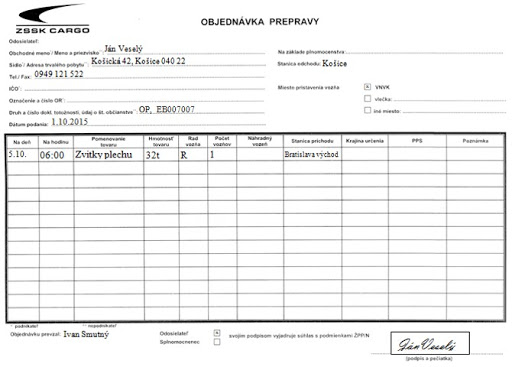 ZSSK CARGO
OBJEDNÁVKA PREPRAVY
Odosielateľ:
Obchodné meno*/ Meno a priezvisko**: Ján Veselý
Sídlo*/ Adresa trvalého pobytu**: Košická 42, Košice 040 22
Tel./ Fax: 0949 121 522
IČO*:
Označenie a číslo OR*:
Druh a číslo dokl. totožnosti, údaj o št. občianstve**: OP, EB007007
Dátum podania: 1.10.2015
Na základe plnomocenstva:
Stanica odchodu: Košice
Miesto pristavenia vozňa x VNVK
vlečka:
iné miesto:
Na deň Na hodinu Pomenovanie tovaru Hmotnosť tovaru Rad vozňa Počet vozňov Náhradný vozeň Stanica príchodu Krajina určenia PPS Poznámka
5.10. 06:00 Zvitky plechu 32t R 1 Bratislava východ
* podnikateľ ** nepodnikateľ
Objednávku prevzal: Ivan Smutný
Odosielateľ x
Splnomocnenec
svojím podpisom vyjadruje súhlas s podmienkami ŽPP/N
Ján Veselý
(podpis a pečiatka)